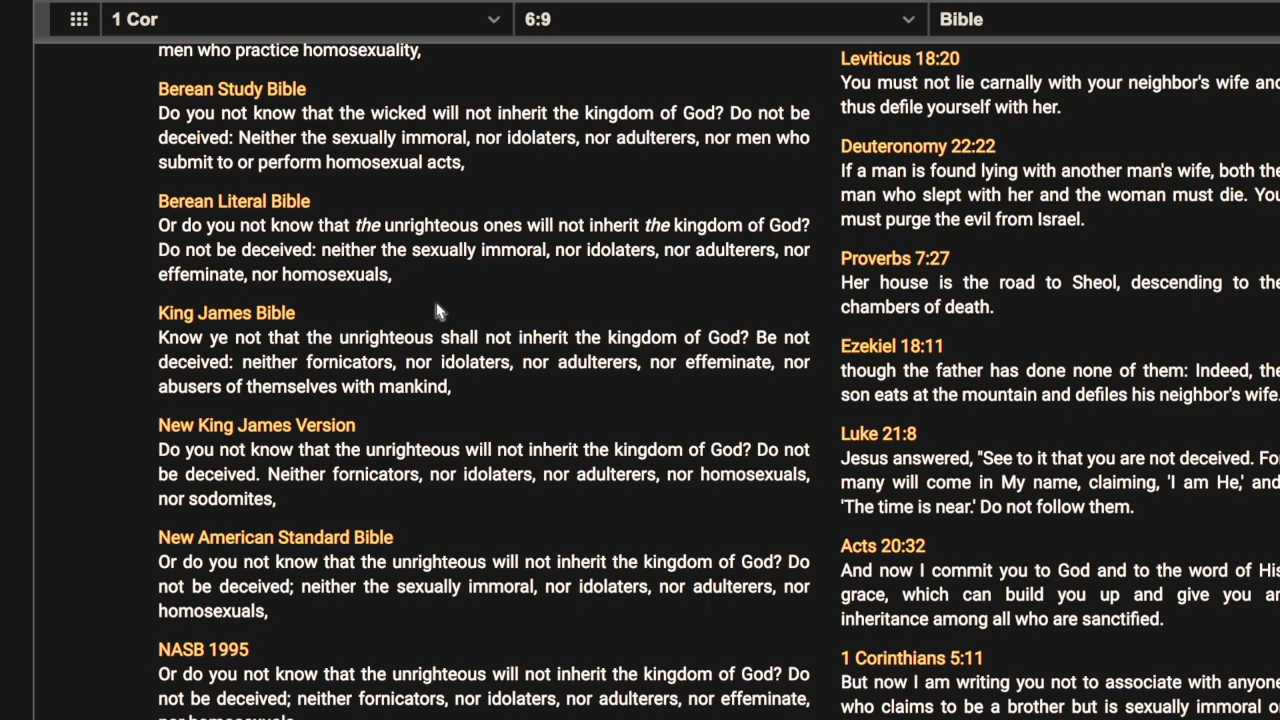 1 Cor
6:9
Bible
men who practice homosexuality,
Berean Study Bible
Do you not know that the wicked will not inherit the kingdom of God? Do not be
deceived: Neither the sexually immoral, nor idolaters, nor adulterers, nor men who
submit to or perform homosexual acts,
Berean Literal Bible
Or do you not know that the unrighteous ones will not inherit the kingdom of God?
Do not be deceived: neither the sexually immoral, nor idolaters, nor adulterers, nor
effeminate, nor homosexuals,
King James Bible
Know ye not that the unrighteous shall not inherit the kingdom of God? Be not
deceived: neither fornicators, nor idolaters, nor adulterers, nor effeminate, nor
abusers of themselves with mankind,
New King James Version
Do you not know that the unrighteous will not inherit the kingdom of God? Do not
be deceived. Neither fornicators, nor idolaters, nor adulterers, nor homosexuals,
nor sodomites,
New American Standard Bible
Or do you not know that the unrighteous will not inherit the kingdom of God? Do
not be deceived; neither the sexually immoral, nor idolaters, nor adulterers, nor
homosexuals,
NASB 1995
Or do you not know that the unrighteous will not inherit the kingdom of God? Do
not be deceived; neither fornicators, nor idolaters, nor adulterers, nor effeminate,
nor homosexuals
Leviticus 18:20
You must not lie carnally with your neighbor's wife and
thus defile yourself with her.
Deuteronomy 22:22
If a man is found lying with another man's wife, both the
man who slept with her and the woman must die. You
must purge the evil from Israel.
Proverbs 7:27
Her house is the road to Sheol, descending to the
chambers of death.
Ezekiel 18:11
though the father has done none of them: Indeed, the
son eats at the mountain and defiles his neighbor's wife.
Luke 21:8
Jesus answered, "See to it that you are not deceived. For
many will come in My name, claiming, 'I am He,' and
'The time is near.' Do not follow them.
Acts 20:32
And now I commit you to God and to the word of His
grace, which can build you up and give you an
inheritance among all who are sanctified.
1 Corinthians 5:11
But now I am writing you not to associate with anyone
who claims to be a brother but is sexually immoral o